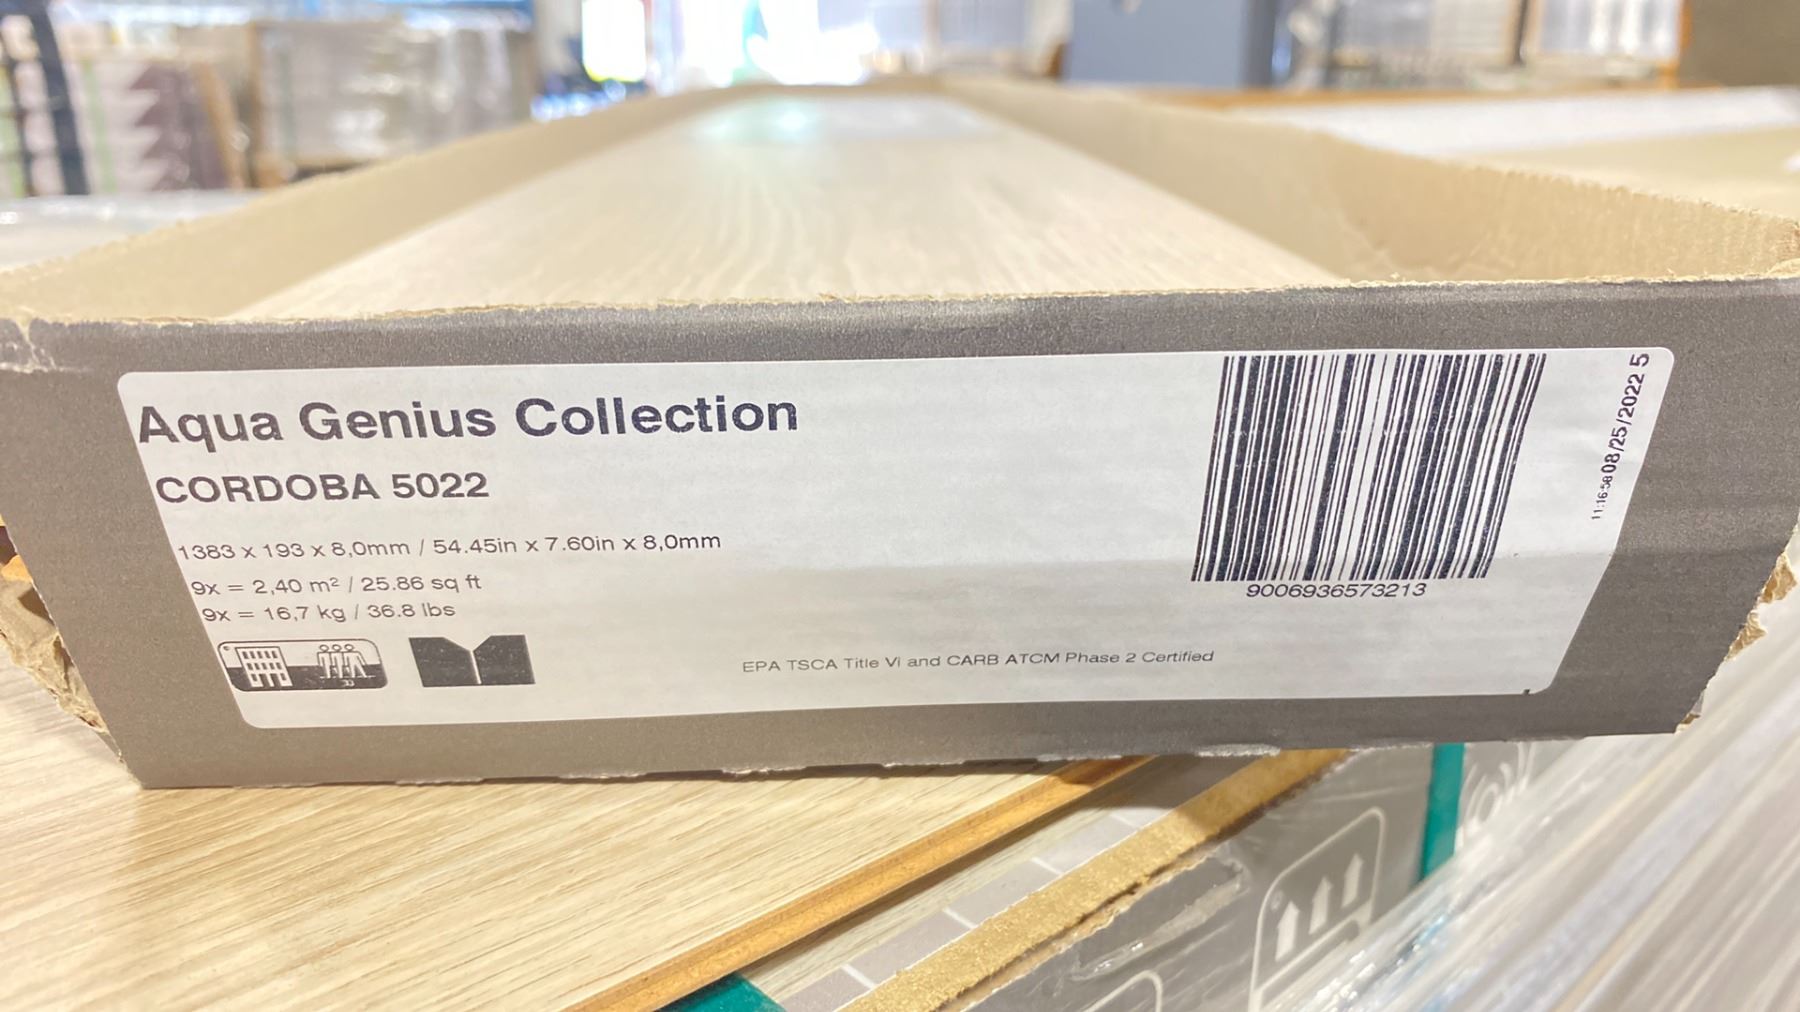 Aqua Genius Collection
CORDOBA 5022
1383 x 193 x 8,0mm / 54.45in x 7.60in x 8,0mm
9x = 2,40 m² / 25.86 sq ft
9x = 16,7 kg / 36.8 lbs
EPA TSCA Title VI and CARB ATCM Phase 2 Certified
9006936573213
11:16:58 08/25/2022 5